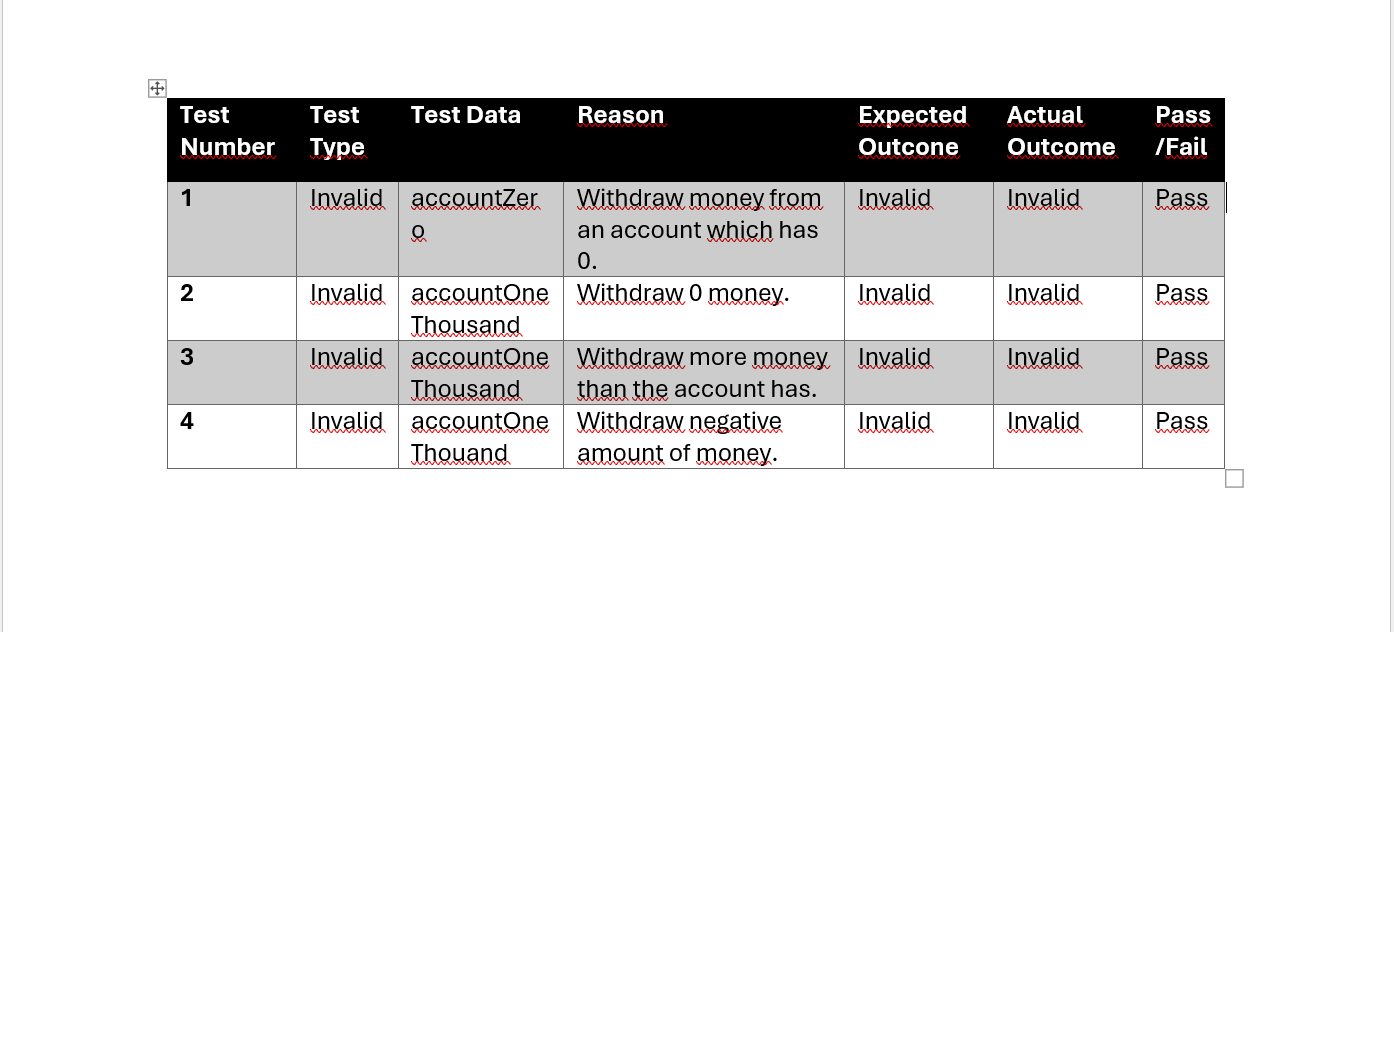 Test Number	Test Type	Test Data	Reason	Expected Outcone	Actual Outcome	Pass /Fail
1	Invalid	accountZero	Withdraw money from an account which has 0.	Invalid	Invalid	Pass
2	Invalid	accountOneThousand	Withdraw 0 money.	Invalid	Invalid	Pass
3	Invalid	accountOneThousand	Withdraw more money than the account has.	Invalid	Invalid	Pass
4	Invalid	accountOneThouand	Withdraw negative amount of money.	Invalid	Invalid	Pass